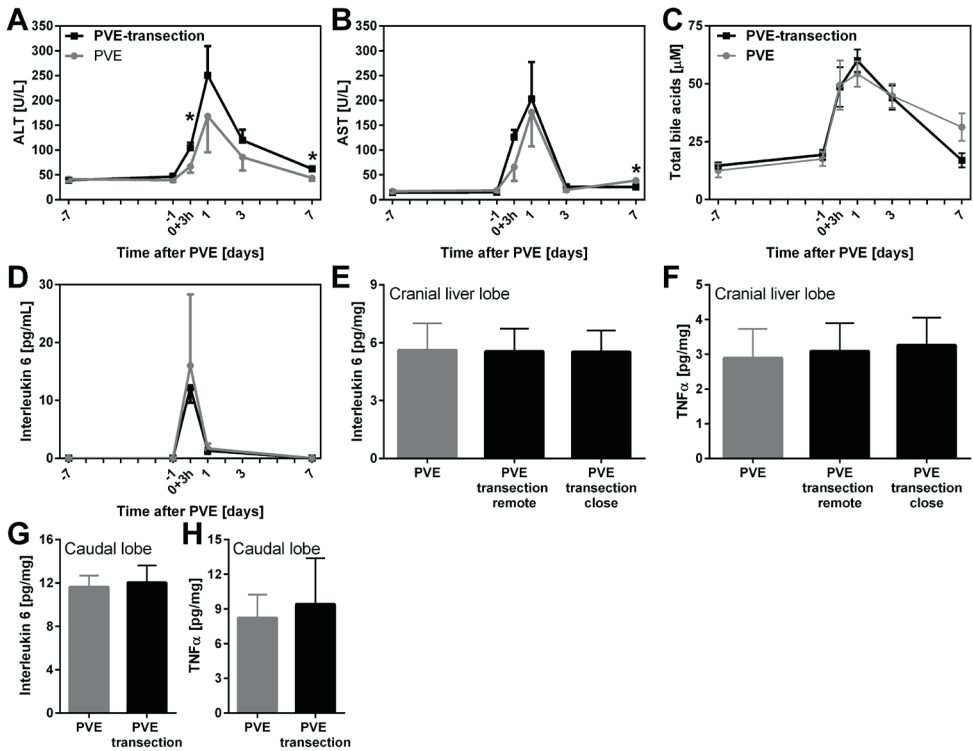 A
PVE-transection
PVE
ALT [U/L]
350
300
250
200
150
100
50
0
*
*
-7
-1
0+3h
1
3
7
Time after PVE [days]
B
AST [U/L]
350
300
250
200
150
100
50
0
*
-7
-1
0+3h
1
3
7
Time after PVE [days]
C
PVE-transection
PVE
Total bile acids [µM]
75
50
25
0
-7
-1
0+3h
1
3
7
Time after PVE [days]
D
Interleukin 6 [pg/mL]
30
20
10
0
-7
-1
0+3h
1
3
7
Time after PVE [days]
E
Cranial liver lobe
Interleukin 6 [pg/mg]
9
6
3
0
PVE
PVE
transection
remote
PVE
transection
close
F
Cranial liver lobe
TNFα [pg/mg]
5
4
3
2
1
0
PVE
PVE
transection
remote
PVE
transection
close
G
Caudal lobe
Interleukin 6 [pg/mg]
16
12
8
4
0
PVE
PVE
transection
H
Caudal lobe
TNFα [pg/mg]
15
12
9
6
3
0
PVE
PVE
transection